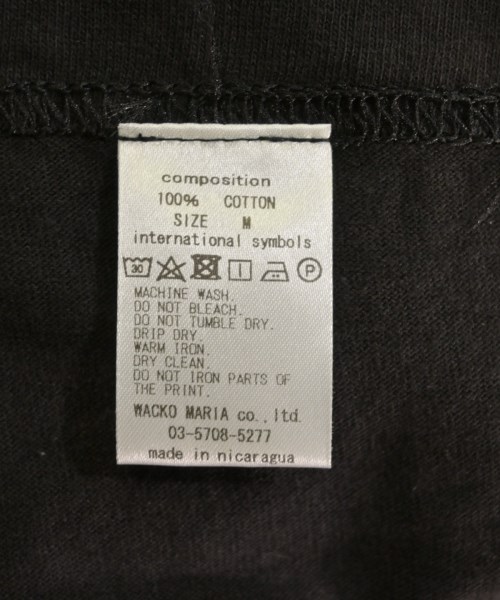 composition
100% COTTON
SIZE M
international symbols
30 P
MACHINE WASH.
DO NOT BLEACH.
DO NOT TUMBLE DRY.
DRIP DRY.
WARM IRON.
DRY CLEAN.
DO NOT IRON PARTS OF
THE PRINT.
WACKO MARIA co.,ltd.
03-5708-5277
made in nicaragua